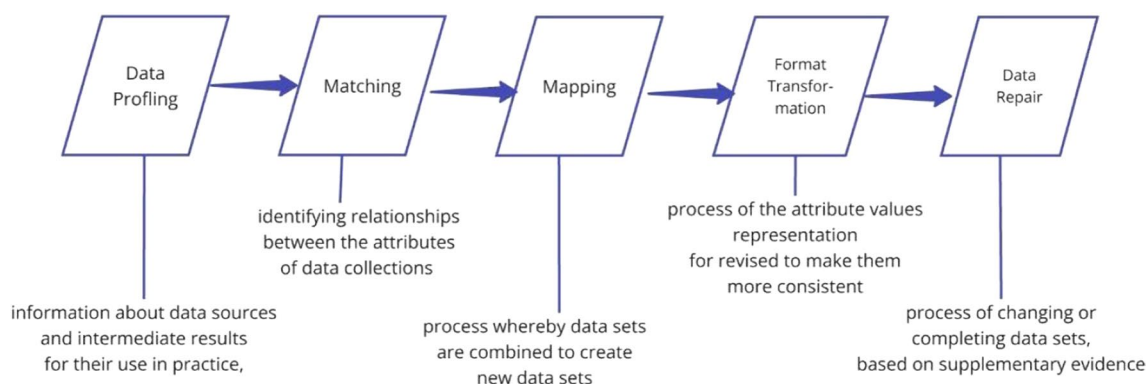 Data
Profling
Matching
Mapping
Format
Transfor-
mation
Data
Repair
information about data sources
and intermediate results
for their use in practice,
identifying relationships
between the attributes
of data collections
process whereby data sets
are combined to create
new data sets
process of the attribute values
representation
for revised to make them
more consistent
process of changing or
completing data sets,
based on supplementary evidence